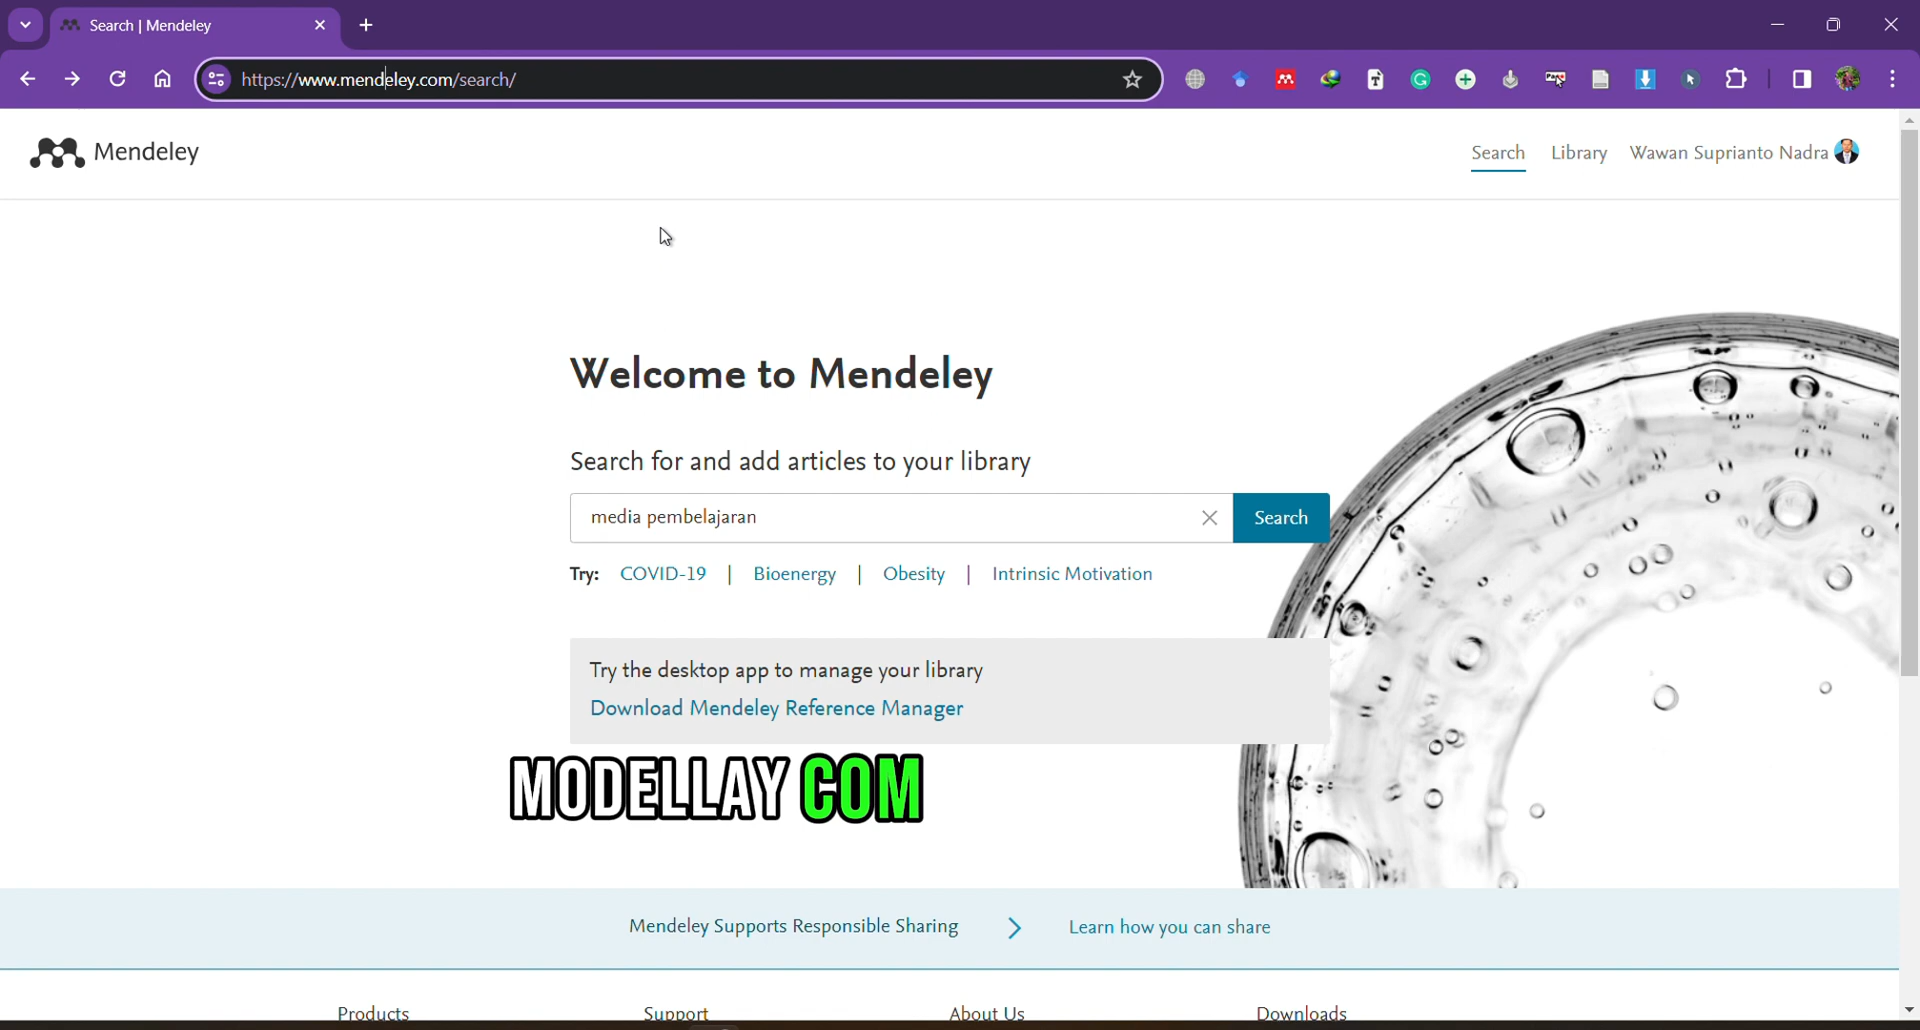 Search | Mendeley
https://www.mendeley.com/search/
Mendeley
Search Library Wawan Suprianto Nadra
Welcome to Mendeley
Search for and add articles to your library
media pembelajaran Search
Try: COVID-19 | Bioenergy | Obesity | Intrinsic Motivation
Try the desktop app to manage your library
Download Mendeley Reference Manager
MODELLAY COM
Mendeley Supports Responsible Sharing > Learn how you can share
Products Support About Us Downloads